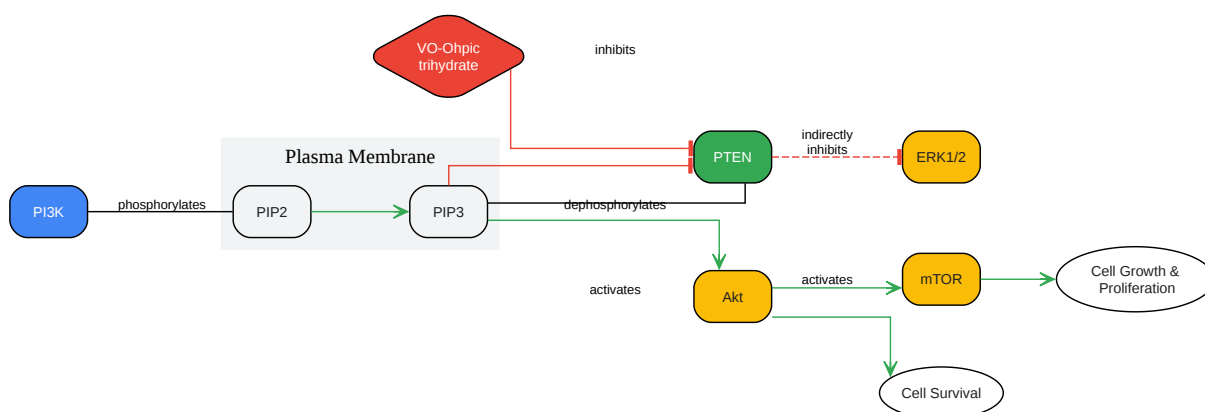 VO-Ohpic
trihydrate
inhibits
Plasma Membrane
PI3K
phosphorylates
PIP2
PIP3
dephosphorylates
PTEN
indirectly
inhibits
ERK1/2
activates
Akt
activates
mTOR
Cell Growth &
Proliferation
Cell Survival